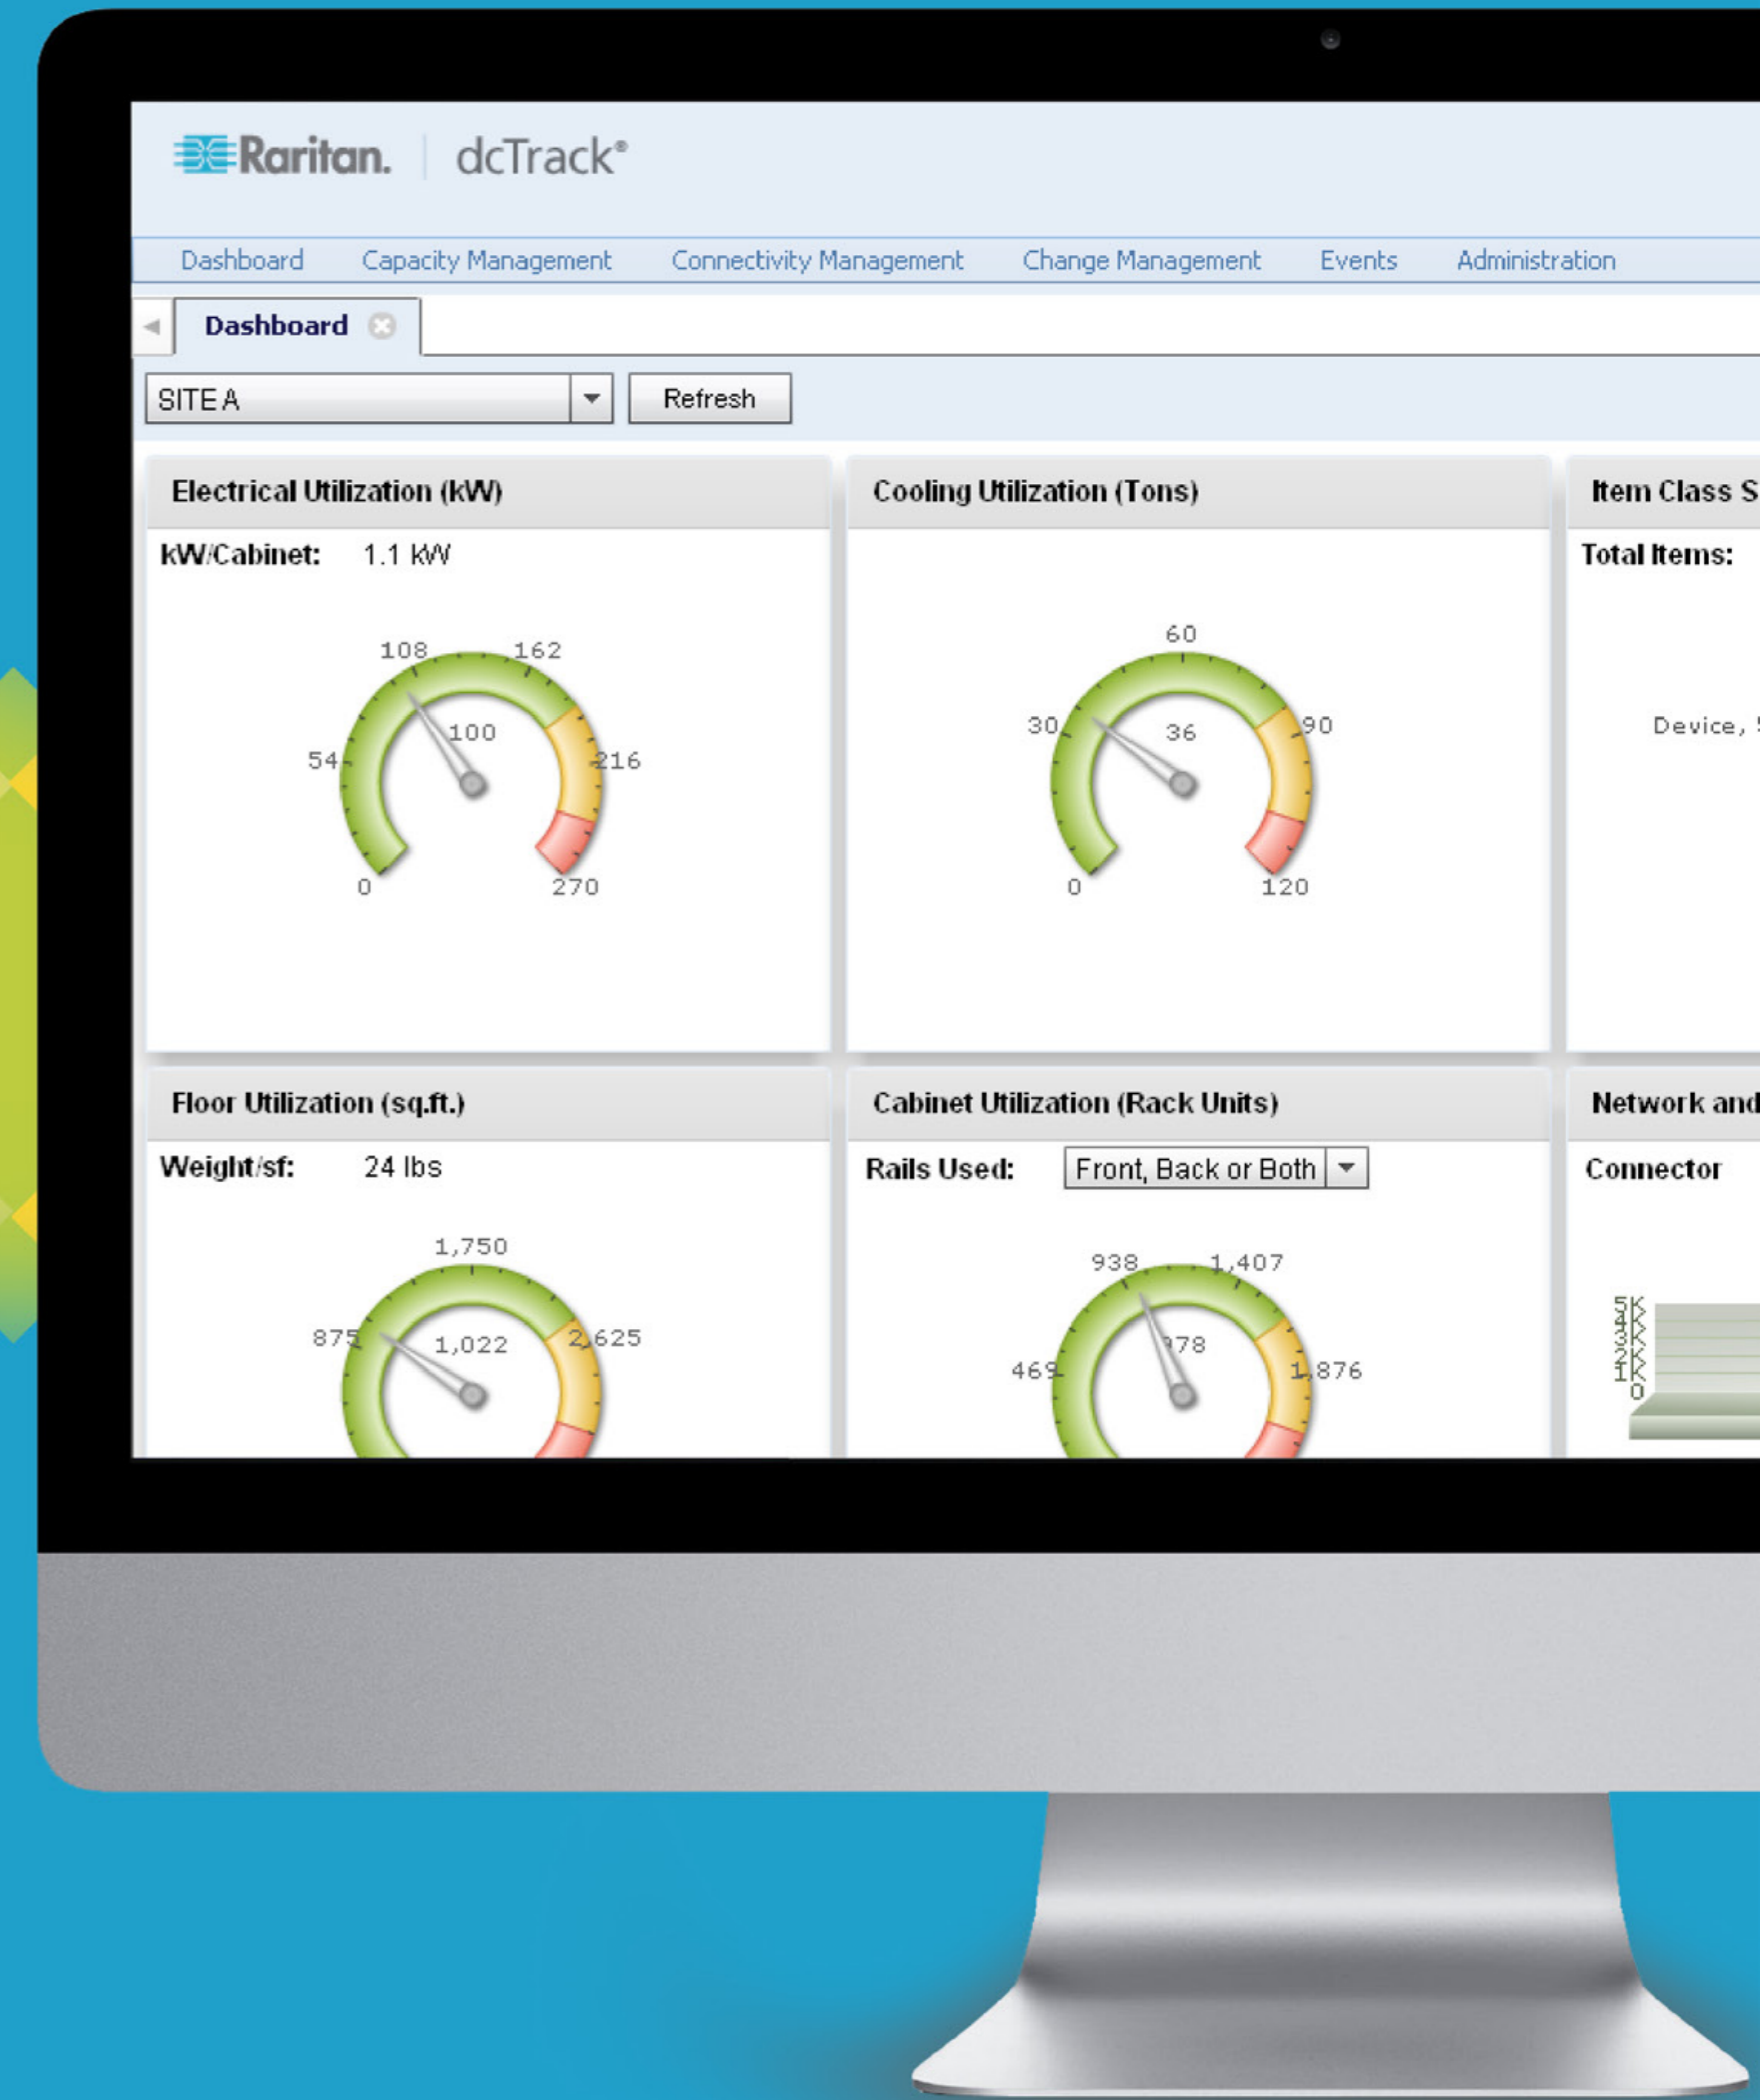 Raritan. dcTrack®
Dashboard Capacity Management Connectivity Management Change Management Events Administration
Dashboard
SITE A
Refresh
Electrical Utilization (kW)
kW/Cabinet: 1.1 kW
108 162
100
54 216
0 270
Cooling Utilization (Tons)
60
30 36 90
0 120
Item Class S
Total Items:
Device,
Floor Utilization (sq.ft.)
Weight/sf: 24 lbs
1,750
875 1,022 2,625
Cabinet Utilization (Rack Units)
Rails Used: Front, Back or Both
938 1,407
978
469 1,876
Network and
Connector
5K
4K
3K
2K
1K
0